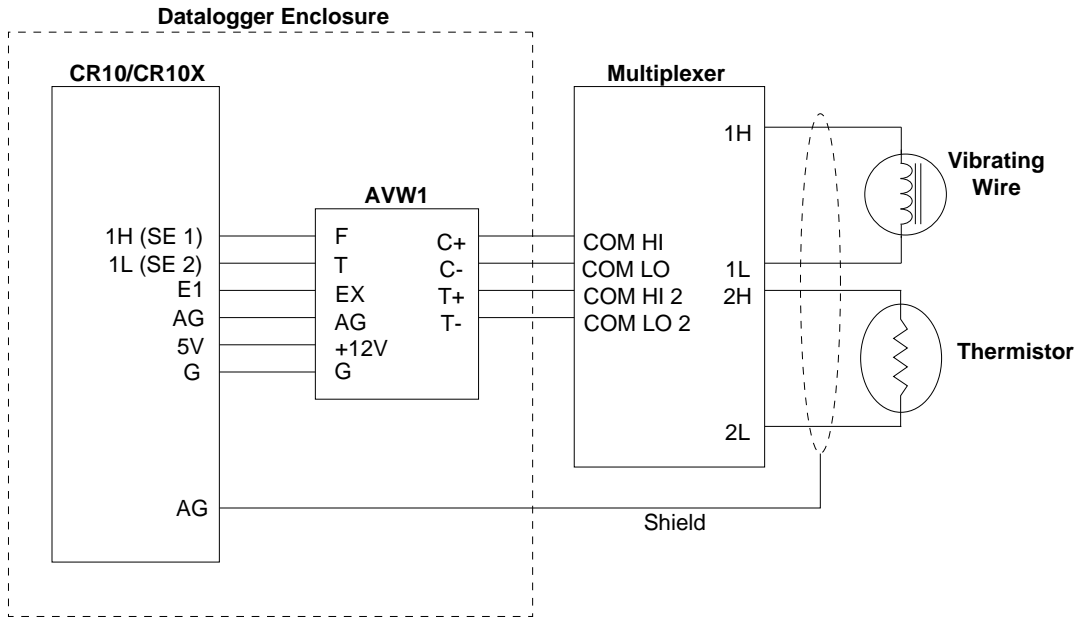 Datalogger Enclosure
CR10/CR10X
Multiplexer
AVW1
1H (SE 1)
1L (SE 2)
E1
AG
5V
G
AG
F
T
EX
AG
+12V
G
C+
C-
T+
T-
COM HI
COM LO
COM HI 2
COM LO 2
1H
1L
2H
2L
Vibrating
Wire
Thermistor
Shield